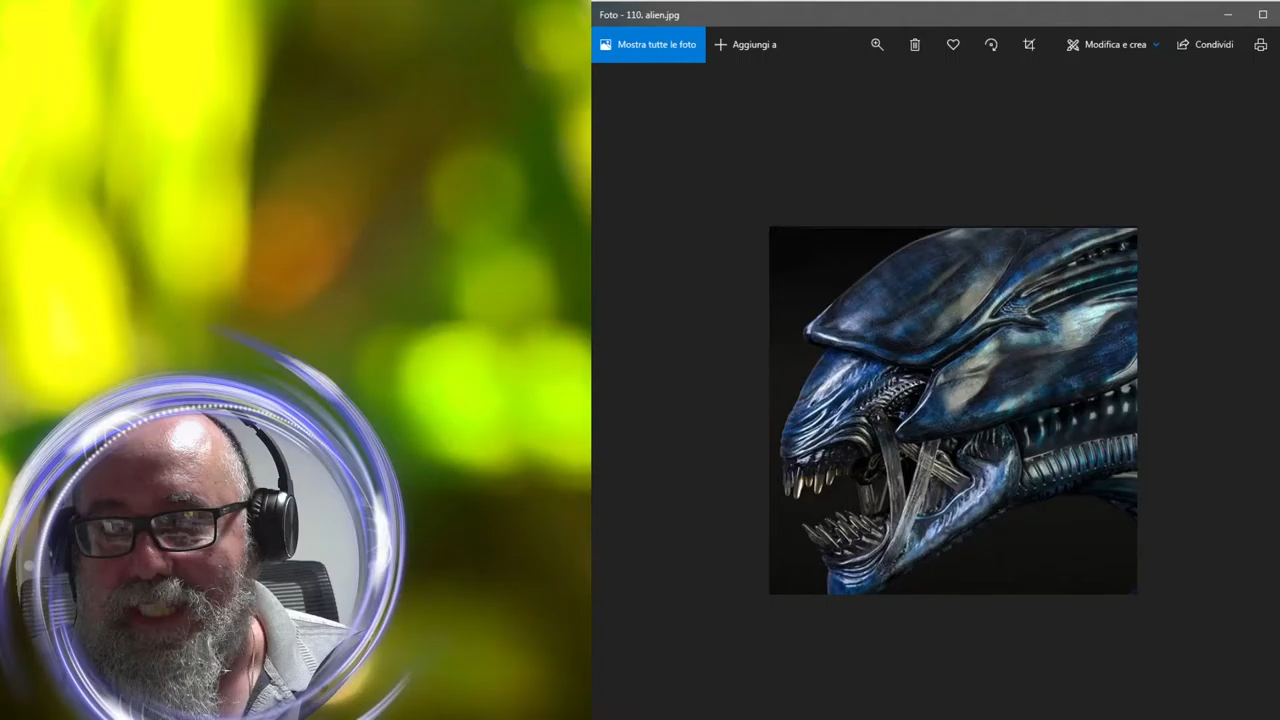 Foto - 110. alien.jpg
Mostra tutte le foto
Aggiungi a
Modifica e crea
Condividi